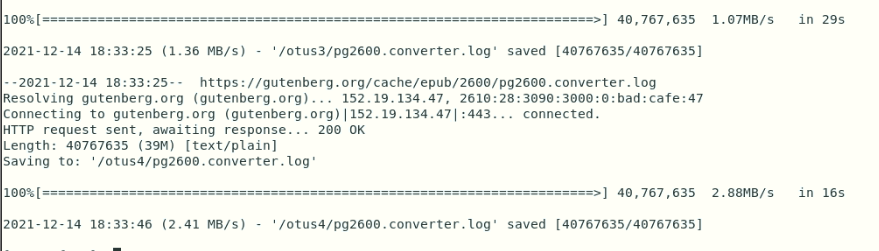 100%[===============================================================>] 40,767,635  1.07MB/s   in 29s
2021-12-14 18:33:25 (1.36 MB/s) - '/otus3/pg2600.converter.log' saved [40767635/40767635]
--2021-12-14 18:33:25--  https://gutenberg.org/cache/epub/2600/pg2600.converter.log
Resolving gutenberg.org (gutenberg.org)... 152.19.134.47, 2610:28:3090:3000:0:bad:cafe:47
Connecting to gutenberg.org (gutenberg.org)|152.19.134.47|:443... connected.
HTTP request sent, awaiting response... 200 OK
Length: 40767635 (39M) [text/plain]
Saving to: '/otus4/pg2600.converter.log'
100%[===============================================================>] 40,767,635  2.88MB/s   in 16s
2021-12-14 18:33:46 (2.41 MB/s) - '/otus4/pg2600.converter.log' saved [40767635/40767635]